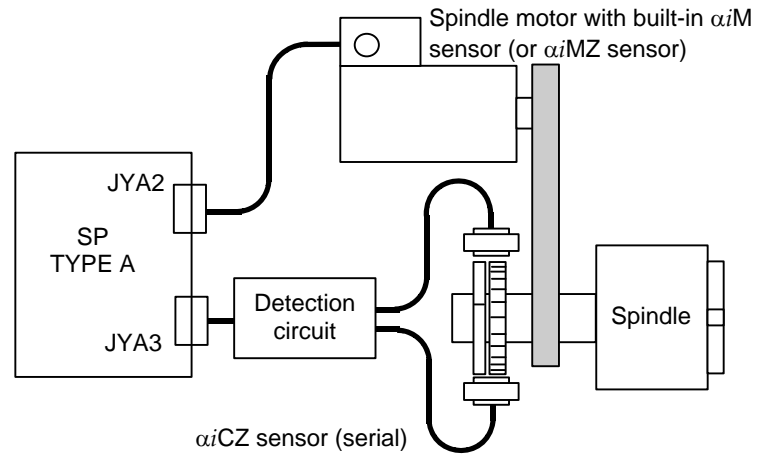 Spindle motor with built-in αiM
sensor (or αiMZ sensor)
JYA2
SP
TYPE A
JYA3
Detection
circuit
Spindle
αiCZ sensor (serial)